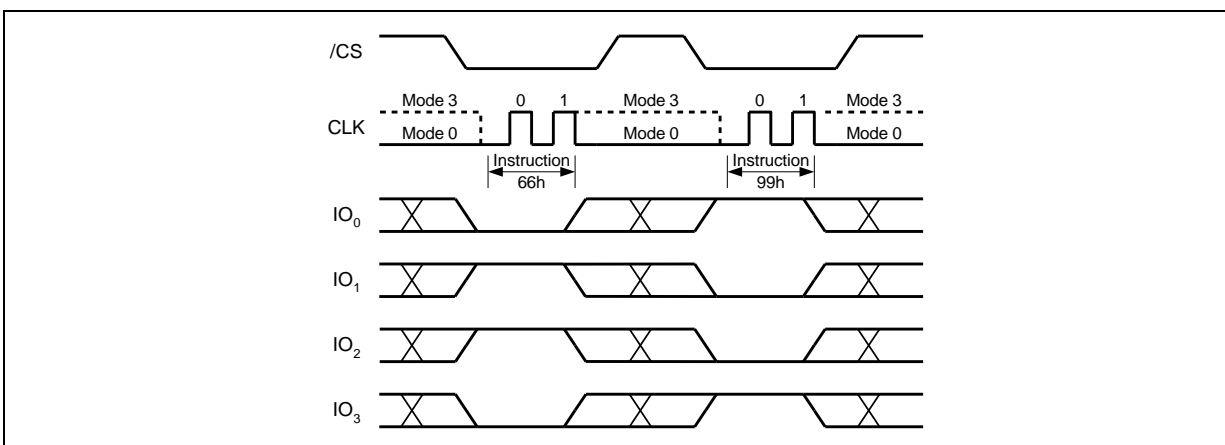 /CS
Mode 3 0 1 Mode 3 0 1 Mode 3
CLK
Mode 0 Mode 0 Mode 0
Instruction Instruction
66h 99h
IO0
IO1
IO2
IO3